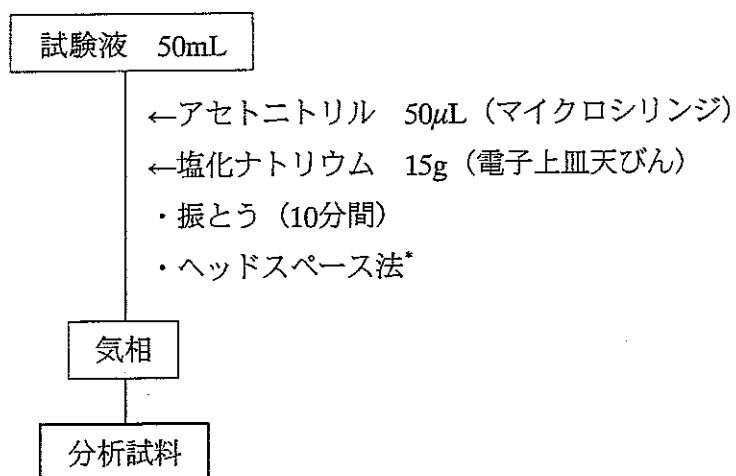 試験液 50mL
←アセトニトリル 50μL（マイクロシリンジ）
←塩化ナトリウム 15g（電子上皿天びん）
・振とう（10分間）
・ヘッドスペース法*
気相
分析試料